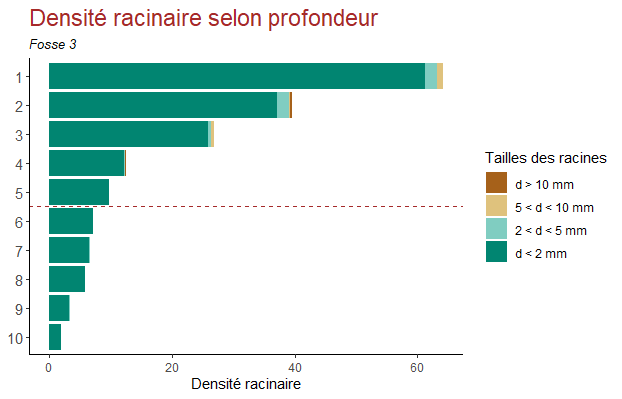 Densité racinaire selon profondeur
Fosse 3
1
2
3
4
5
6
7
8
9
10
0 20 40 60
Densité racinaire
Tailles des racines
d > 10 mm
5 < d < 10 mm
2 < d < 5 mm
d < 2 mm